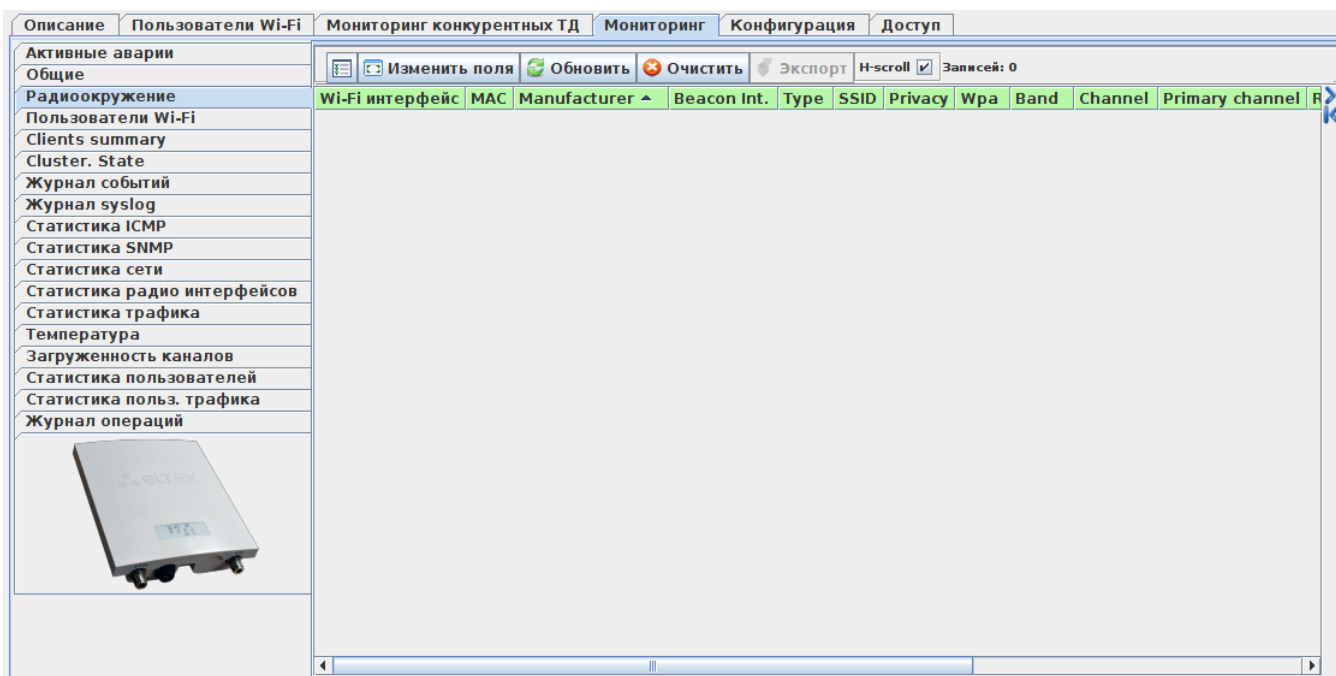 Описание Пользователи Wi-Fi Мониторинг конкурентных ТД Мониторинг Конфигурация Доступ
Активные аварии
Общие
Радиоокружение
Пользователи Wi-Fi
Clients summary
Cluster. State
Журнал событий
Журнал syslog
Статистика ICMP
Статистика SNMP
Статистика сети
Статистика радио интерфейсов
Статистика трафика
Температура
Загруженность каналов
Статистика пользователей
Статистика польз. трафика
Журнал операций
eLTEX
Изменить поля Обновить Очистить Экспорт H-scroll Записей: 0
Wi-Fi интерфейс MAC Manufacturer Beacon Int. Type SSID Privacy Wpa Band Channel Primary channel